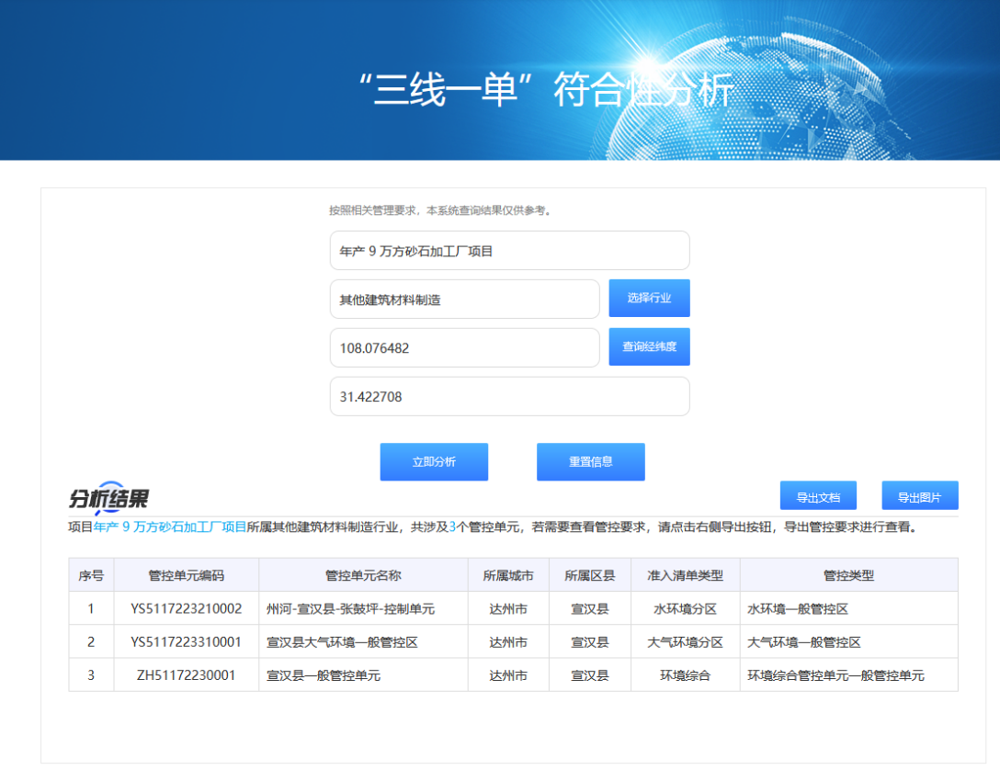 “三线一单”符合性分析
按照相关管理要求，本系统查询结果仅供参考。
年产 9 万方砂石加工厂项目
其他建筑材料制造 选择行业
108.076482 查询经纬度
31.422708
立即分析 重置信息
分析结果 导出文档 导出图片
项目年产 9 万方砂石加工厂项目所属其他建筑材料制造行业，共涉及3个管控单元，若需要查看管控要求，请点击右侧导出按钮，导出管控要求进行查看。
序号 管控单元编码 管控单元名称 所属城市 所属区县 准入清单类型 管控类型
1 YS5117223210002 州河-宣汉县-张鼓坪-控制单元 达州市 宣汉县 水环境分区 水环境一般管控区
2 YS5117223310001 宣汉县大气环境一般管控区 达州市 宣汉县 大气环境分区 大气环境一般管控区
3 ZH51172230001 宣汉县一般管控单元 达州市 宣汉县 环境综合 环境综合管控单元一般管控单元